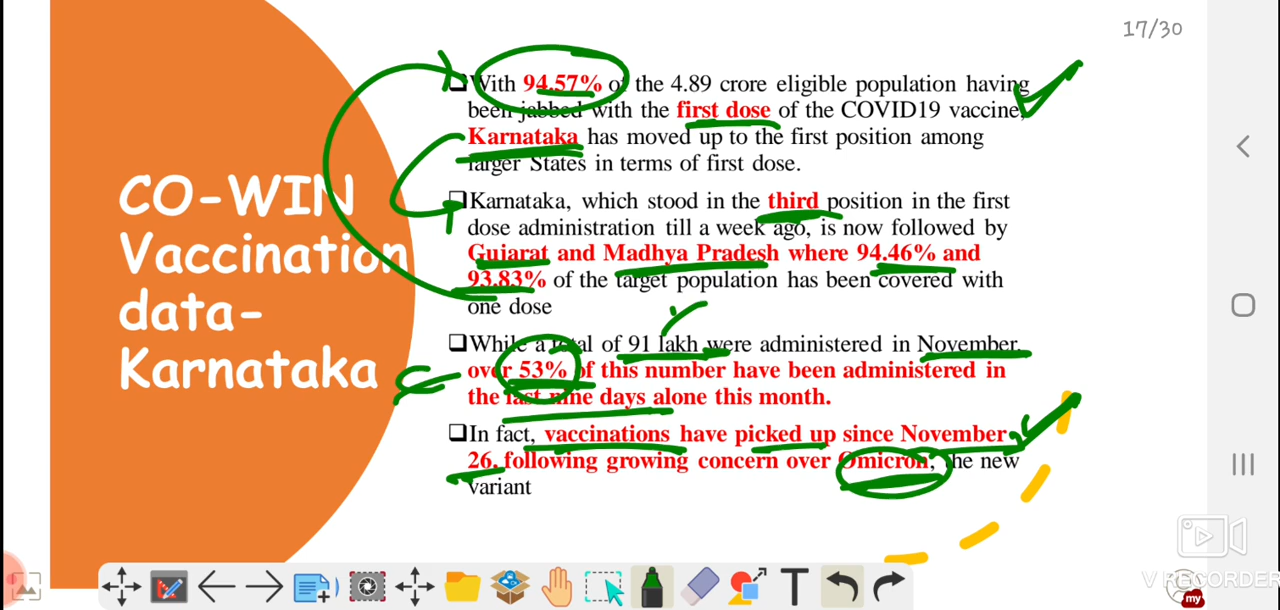 17/30
CO-WIN
Vaccination
data-
Karnataka
With 94.57% of the 4.89 crore eligible population having
been jabbed with the first dose of the COVID19 vaccine,
Karnataka has moved up to the first position among
larger States in terms of first dose.
Karnataka, which stood in the third position in the first
dose administration till a week ago, is now followed by
Gujarat and Madhya Pradesh where 94.46% and
93.83% of the target population has been covered with
one dose
While a total of 91 lakh were administered in November,
over 53% of this number have been administered in
the last nine days alone this month.
In fact, vaccinations have picked up since November
26, following growing concern over Omicron, the new
variant
T
V RECORDER
my